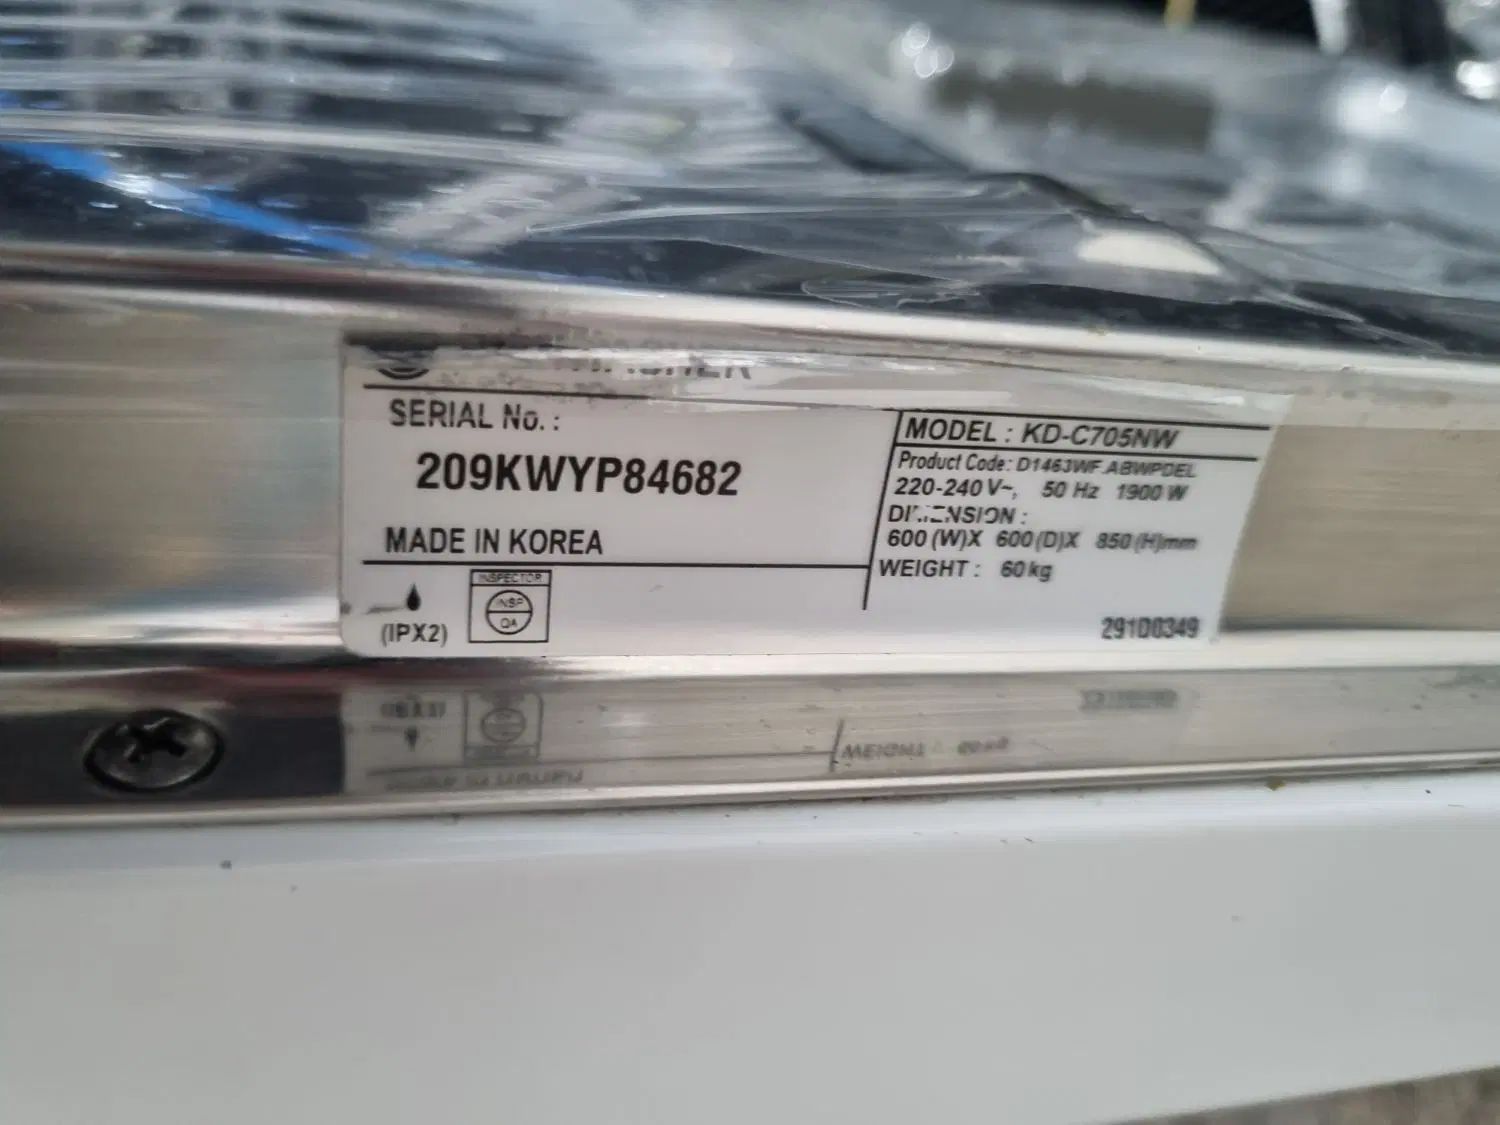 SERIAL No. :
209KWYP84682
MADE IN KOREA
(IPX2)
INSPECTOR
INSP
QA
MODEL : KD-C705NW
Product Code: D1463WF.ABWPDEL
220-240 V~, 50 Hz 1900 W
DIMENSION :
600 (W)X 600 (D)X 850 (H)mm
WEIGHT : 60 kg
291D0349